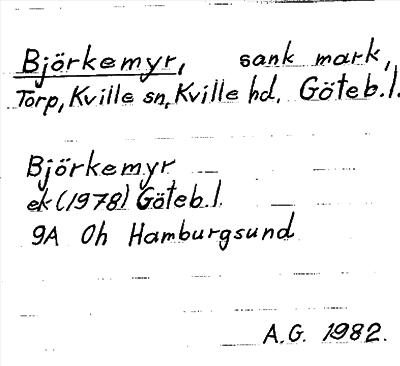 Björkemyr, sank mark,
Torp, Kville sn, Kville hd. Göteb. l.
Björkemyr
ek (1978) Göteb. l.
9A 0h Hamburgsund
A.G. 1982.